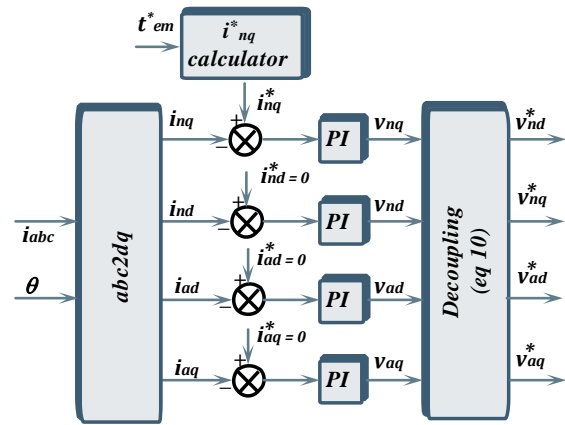 t*em
i*nq
calculator
i*nq
inq
+
−
PI
vnq
v*nd
i*nd = 0
ind
+
−
PI
vnd
v*nq
iabc
abc2dq
Decoupling
(eq 10)
i*ad = 0
θ
iad
+
−
PI
vad
v*ad
i*aq = 0
iaq
+
−
PI
vaq
v*aq